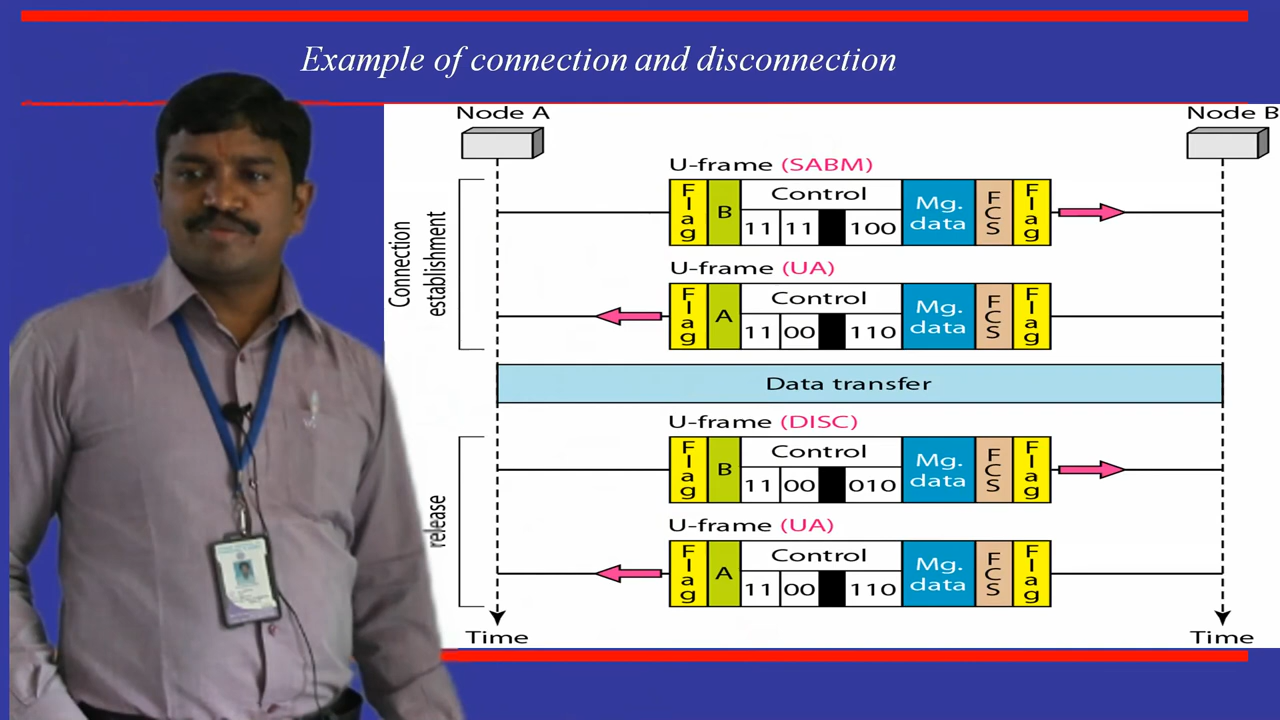 Example of connection and disconnection
Node A
Node B
U-frame (SABM)
Flag
B
Control
11 11 100
Mg. data
FCS
Flag
Connection establishment
U-frame (UA)
Flag
A
Control
11 00 110
Mg. data
FCS
Flag
Data transfer
U-frame (DISC)
Flag
B
Control
11 00 010
Mg. data
FCS
Flag
release
U-frame (UA)
Flag
A
Control
11 00 110
Mg. data
FCS
Flag
Time
Time